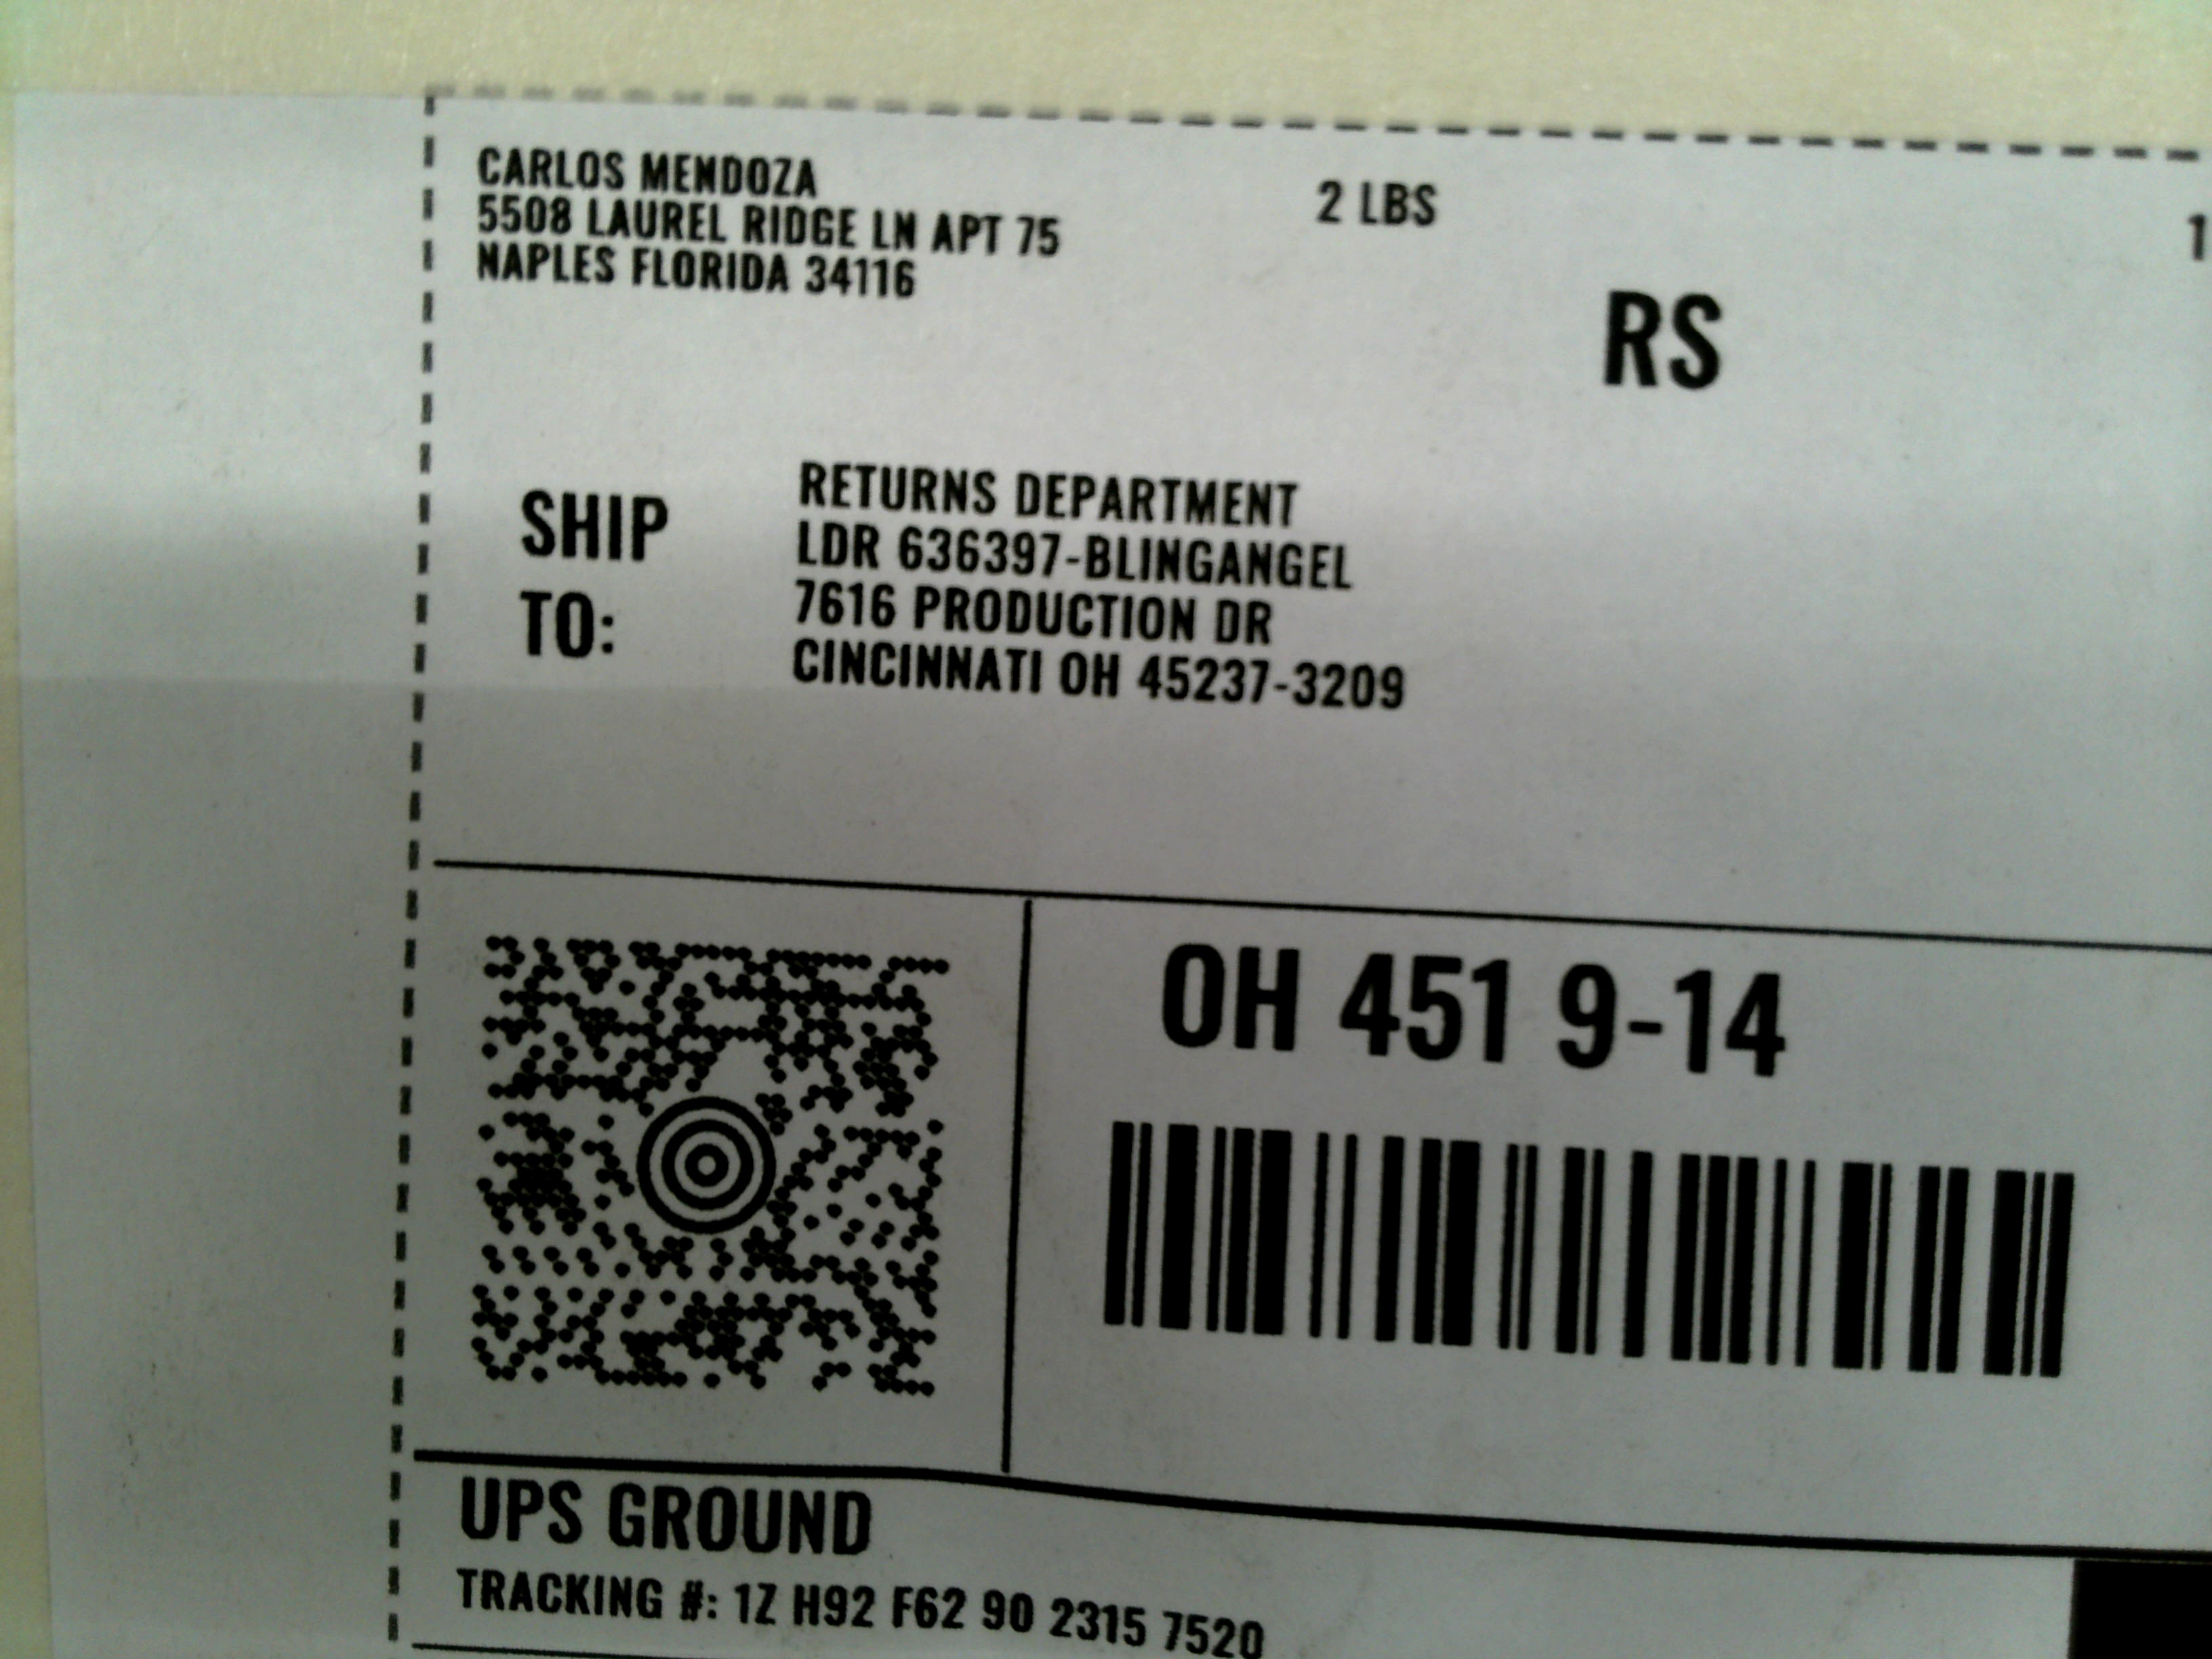 CARLOS MENDOZA
5508 LAUREL RIDGE LN APT 75
NAPLES FLORIDA 34116
2 LBS
1
RS
SHIP TO:
RETURNS DEPARTMENT
LDR 636397-BLINGANGEL
7616 PRODUCTION DR
CINCINNATI OH 45237-3209
OH 451 9-14
UPS GROUND
TRACKING #: 1Z H92 F62 90 2315 7520